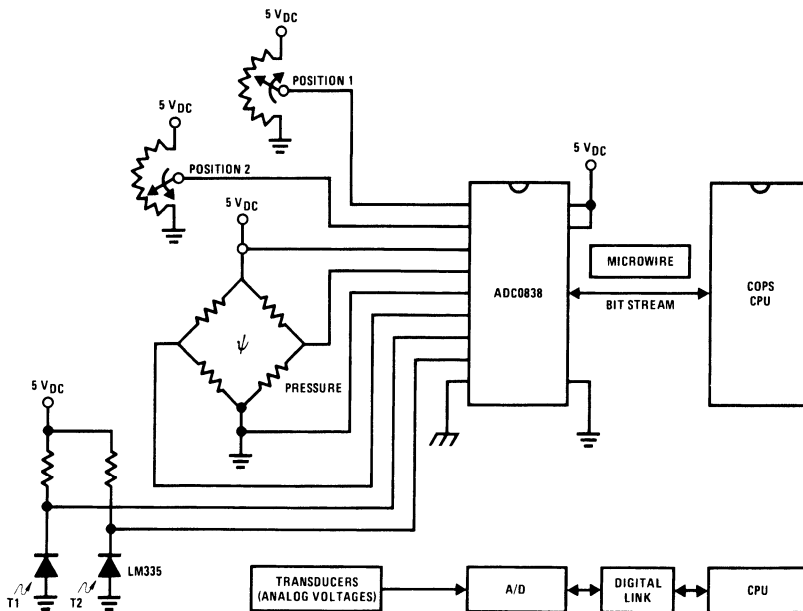 5 VDC
POSITION 1
5 VDC
POSITION 2
5 VDC
5 VDC
MICROWIRE
ADC0838
COPS
CPU
BIT STREAM
ψ
PRESSURE
5 VDC
LM335
T1
T2
TRANSDUCERS
(ANALOG VOLTAGES)
A/D
DIGITAL
LINK
CPU